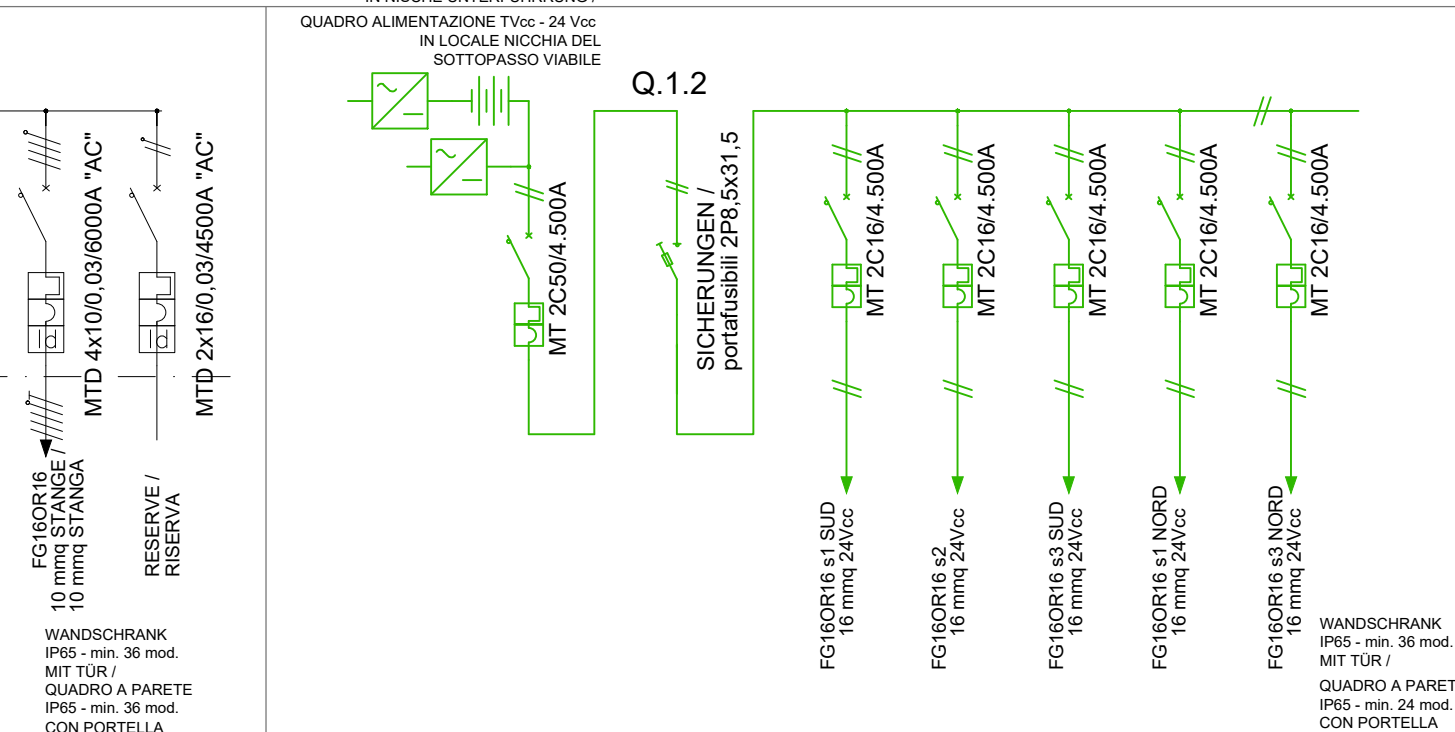 QUADRO ALIMENTAZIONE TVcc - 24 Vcc
IN LOCALE NICCHIA DEL
SOTTOPASSO VIABILE
Q.1.2
MTD 4x10/0,03/6000A "AC"
MTD 2x16/0,03/4500A "AC"
Id
Id
FG16OR16
10 mmq STANGE /
10 mmq STANGA
RESERVE /
RISERVA
WANDSCHRANK
IP65 - min. 36 mod.
MIT TÜR /
QUADRO A PARETE
IP65 - min. 36 mod.
CON PORTELLA
MT 2C50/4.500A
SICHERUNGEN /
portafusibili 2P8,5x31,5
MT 2C16/4.500A
MT 2C16/4.500A
MT 2C16/4.500A
MT 2C16/4.500A
MT 2C16/4.500A
FG16OR16 s1 SUD
16 mmq 24Vcc
FG16OR16 s2
16 mmq 24Vcc
FG16OR16 s3 SUD
16 mmq 24Vcc
FG16OR16 s1 NORD
16 mmq 24Vcc
FG16OR16 s3 NORD
16 mmq 24Vcc
WANDSCHRANK
IP65 - min. 36 mod.
MIT TÜR /
QUADRO A PARET
IP65 - min. 24 mod.
CON PORTELLA